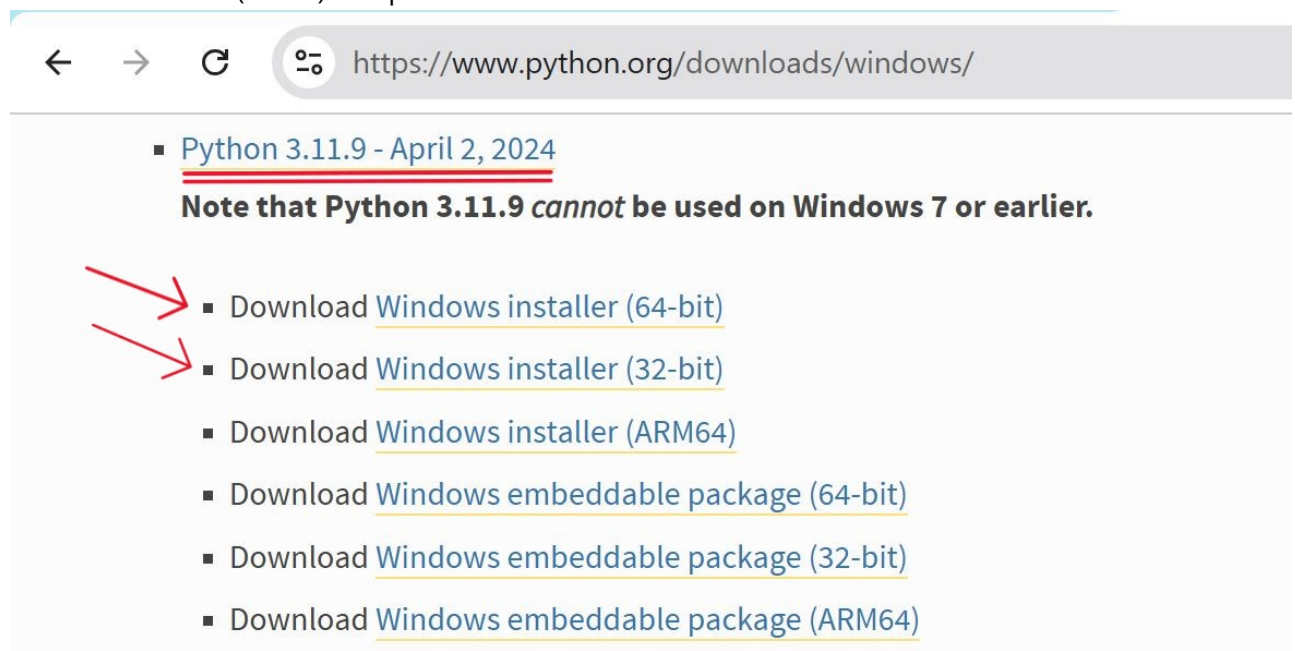 https://www.python.org/downloads/windows/
Python 3.11.9 - April 2, 2024
Note that Python 3.11.9 cannot be used on Windows 7 or earlier.
Download Windows installer (64-bit)
Download Windows installer (32-bit)
Download Windows installer (ARM64)
Download Windows embeddable package (64-bit)
Download Windows embeddable package (32-bit)
Download Windows embeddable package (ARM64)